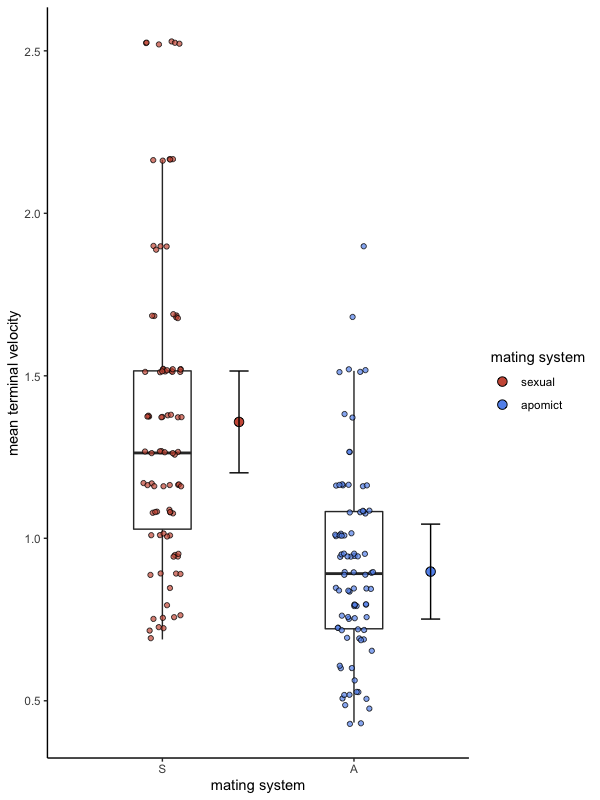 2.5
2.0
1.5
1.0
0.5
mean terminal velocity
S
A
mating system
mating system
sexual
apomict